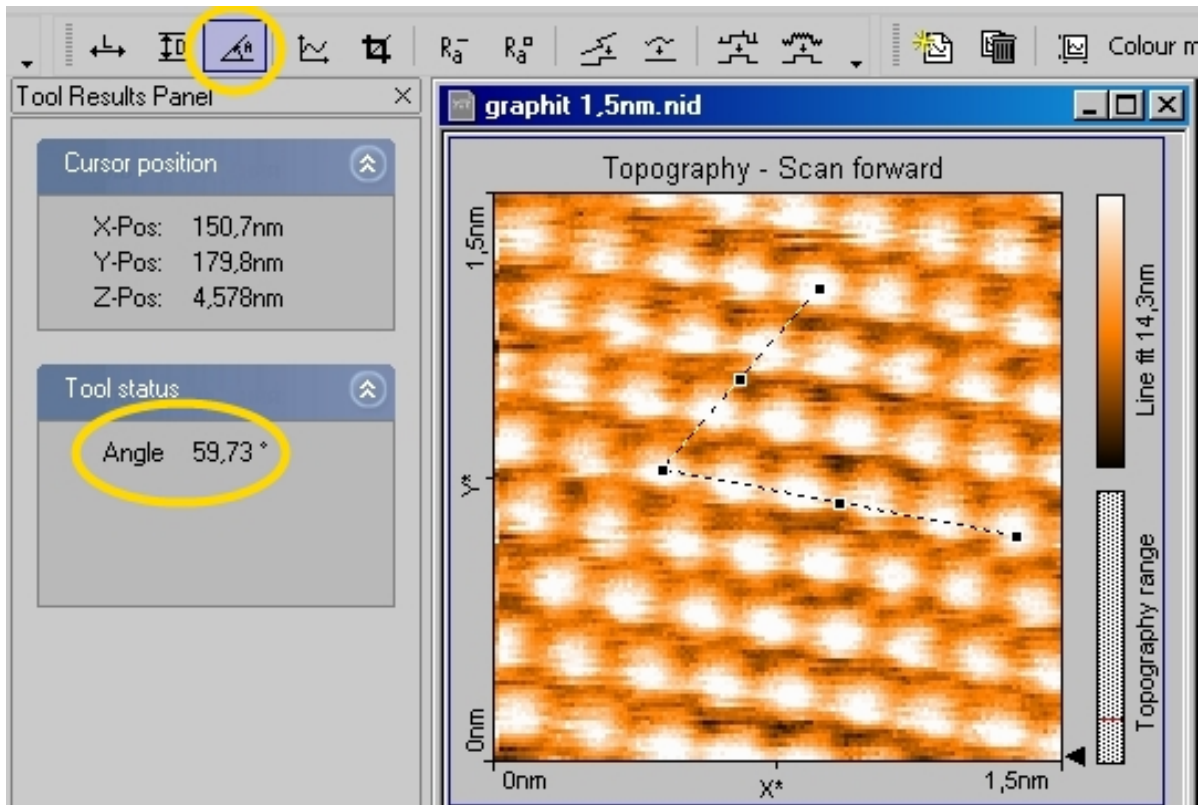 Colour m
Tool Results Panel
Cursor position
X-Pos: 150,7nm
Y-Pos: 179,8nm
Z-Pos: 4,578nm
Tool status
Angle 59,73 °
graphit 1,5nm.nid
Topography - Scan forward
1,5nm
Y*
0nm
0nm
X*
1,5nm
Line fit 14,3nm
Topography range